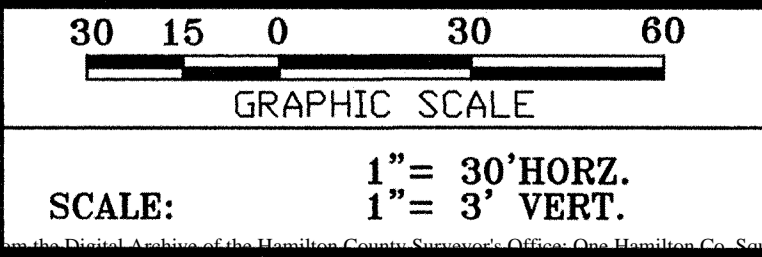 30 15 0 30 60
GRAPHIC SCALE
1"= 30'HORZ.
SCALE: 1"= 3' VERT.
the Digital Archive of the Hamilton County Surveyor's Office; One Hamilton Co.